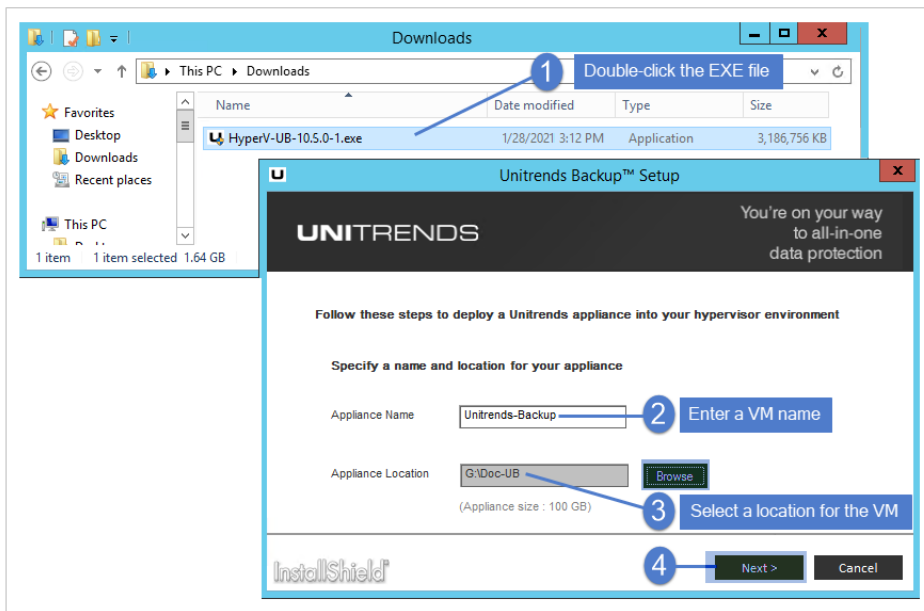 Downloads
This PC ▸ Downloads
1 Double-click the EXE file
Favorites
Desktop
Downloads
Recent places
This PC
Name Date modified Type Size
HyperV-UB-10.5.0-1.exe 1/28/2021 3:12 PM Application 3,186,756 KB
1 item 1 item selected 1.64 GB
U Unitrends Backup™ Setup x
UNITRENDS
You're on your way
to all-in-one
data protection
Follow these steps to deploy a Unitrends appliance into your hypervisor environment
Specify a name and location for your appliance
Appliance Name Unitrends-Backup 2 Enter a VM name
Appliance Location G:\Doc-UB Browse
(Appliance size : 100 GB) 3 Select a location for the VM
InstallShield 4 Next > Cancel